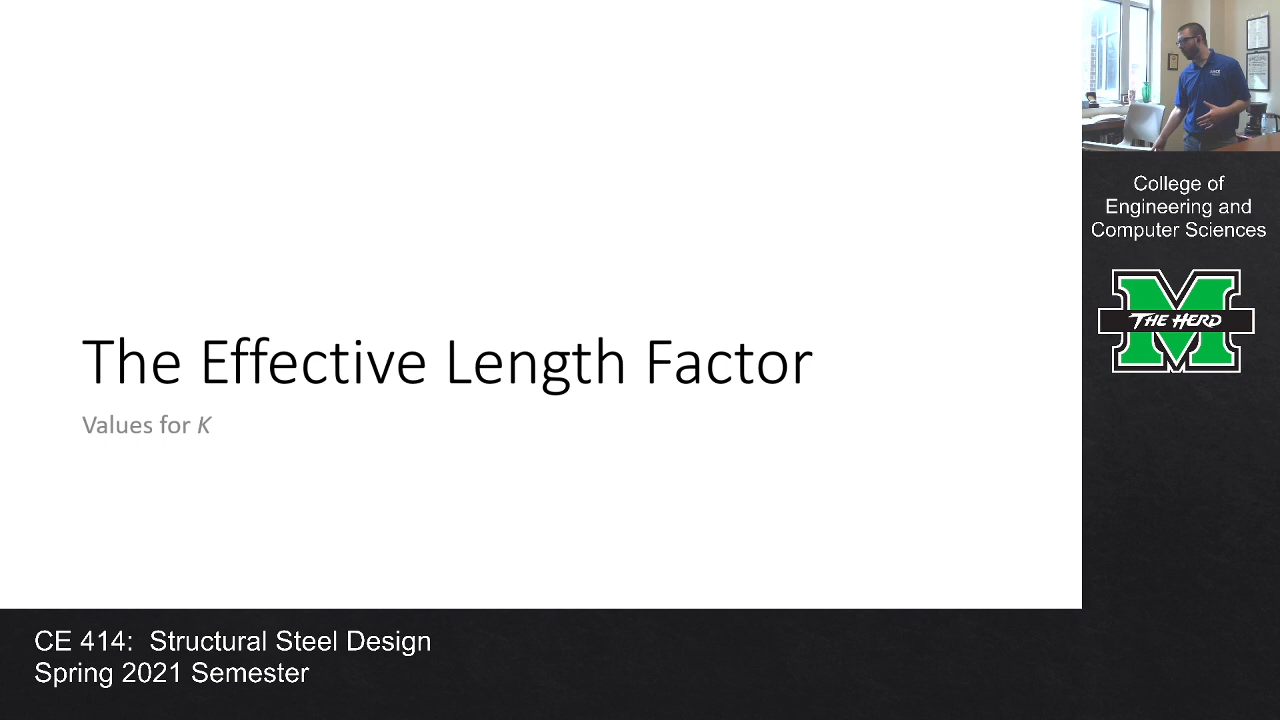 The Effective Length Factor
Values for K
College of
Engineering and
Computer Sciences
THE HERD
CE 414:  Structural Steel Design
Spring 2021 Semester